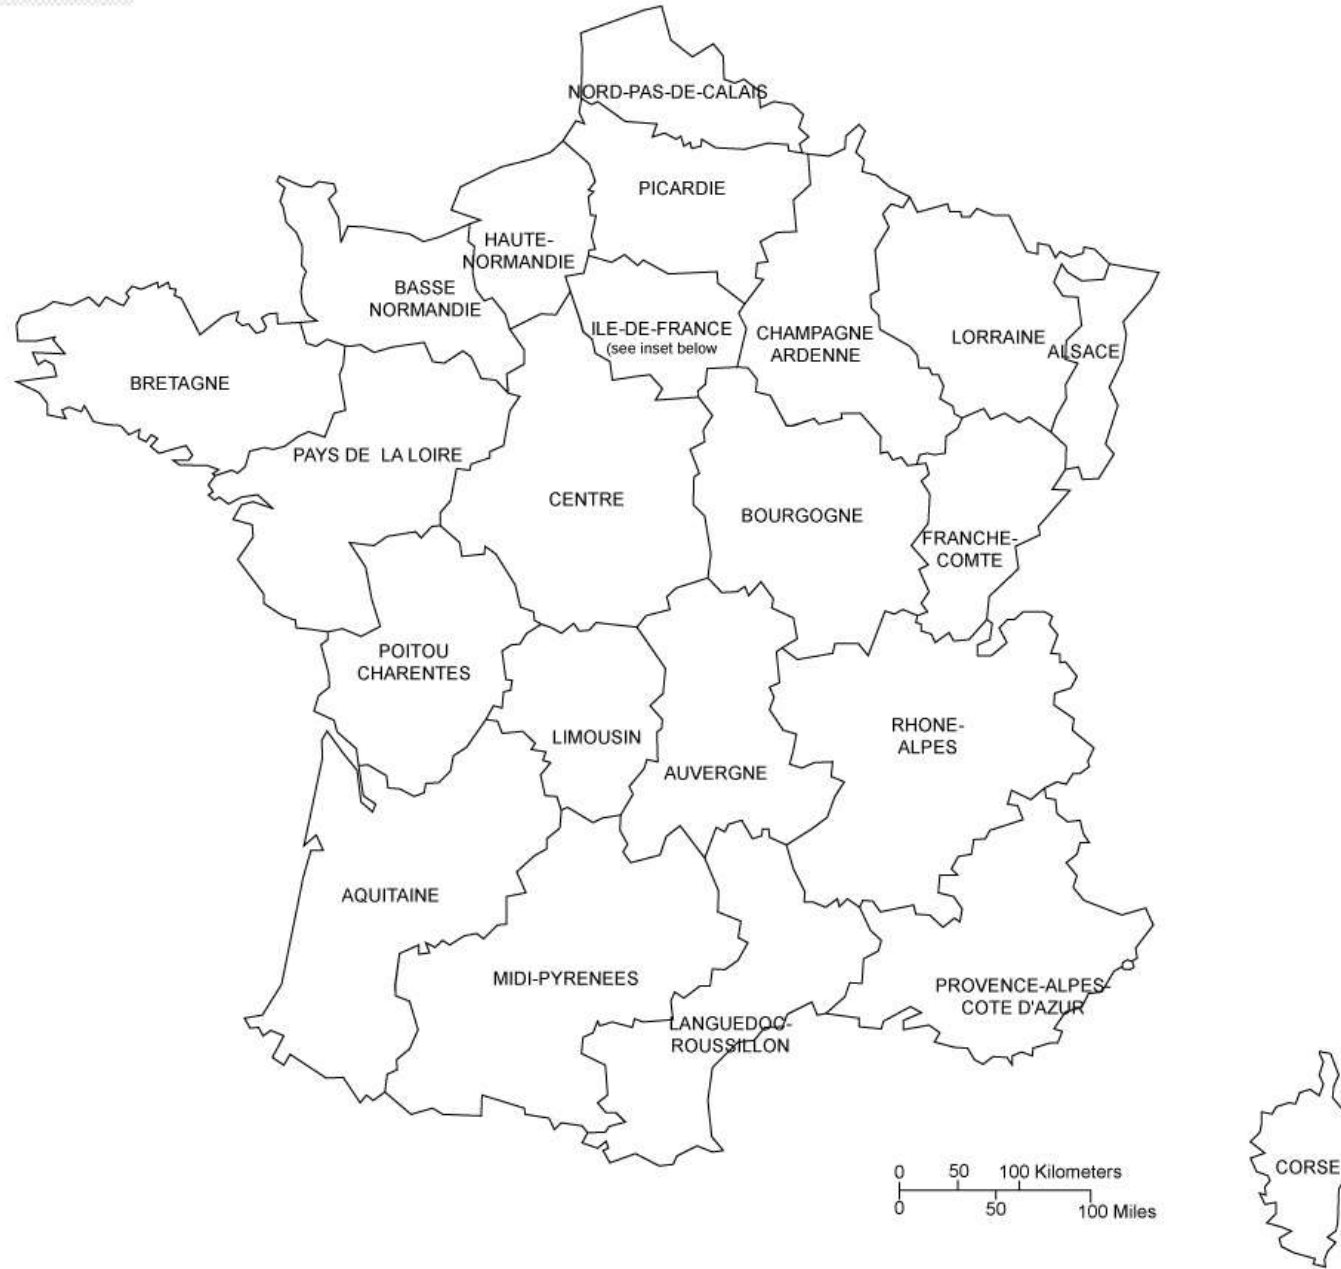 NORD-PAS-DE-CALAIS
PICARDIE
HAUTE-
NORMANDIE
BASSE
NORMANDIE
ILE-DE-FRANCE
(see inset below
CHAMPAGNE
ARDENNE
LORRAINE
ALSACE
BRETAGNE
PAYS DE LA LOIRE
CENTRE
BOURGOGNE
FRANCHE-
COMTE
POITOU
CHARENTES
LIMOUSIN
AUVERGNE
RHONE-
ALPES
AQUITAINE
MIDI-PYRENEES
LANGUEDOC-
ROUSSILLON
PROVENCE-ALPES-
COTE D'AZUR
CORSE
0 50 100 Kilometers
0 50 100 Miles